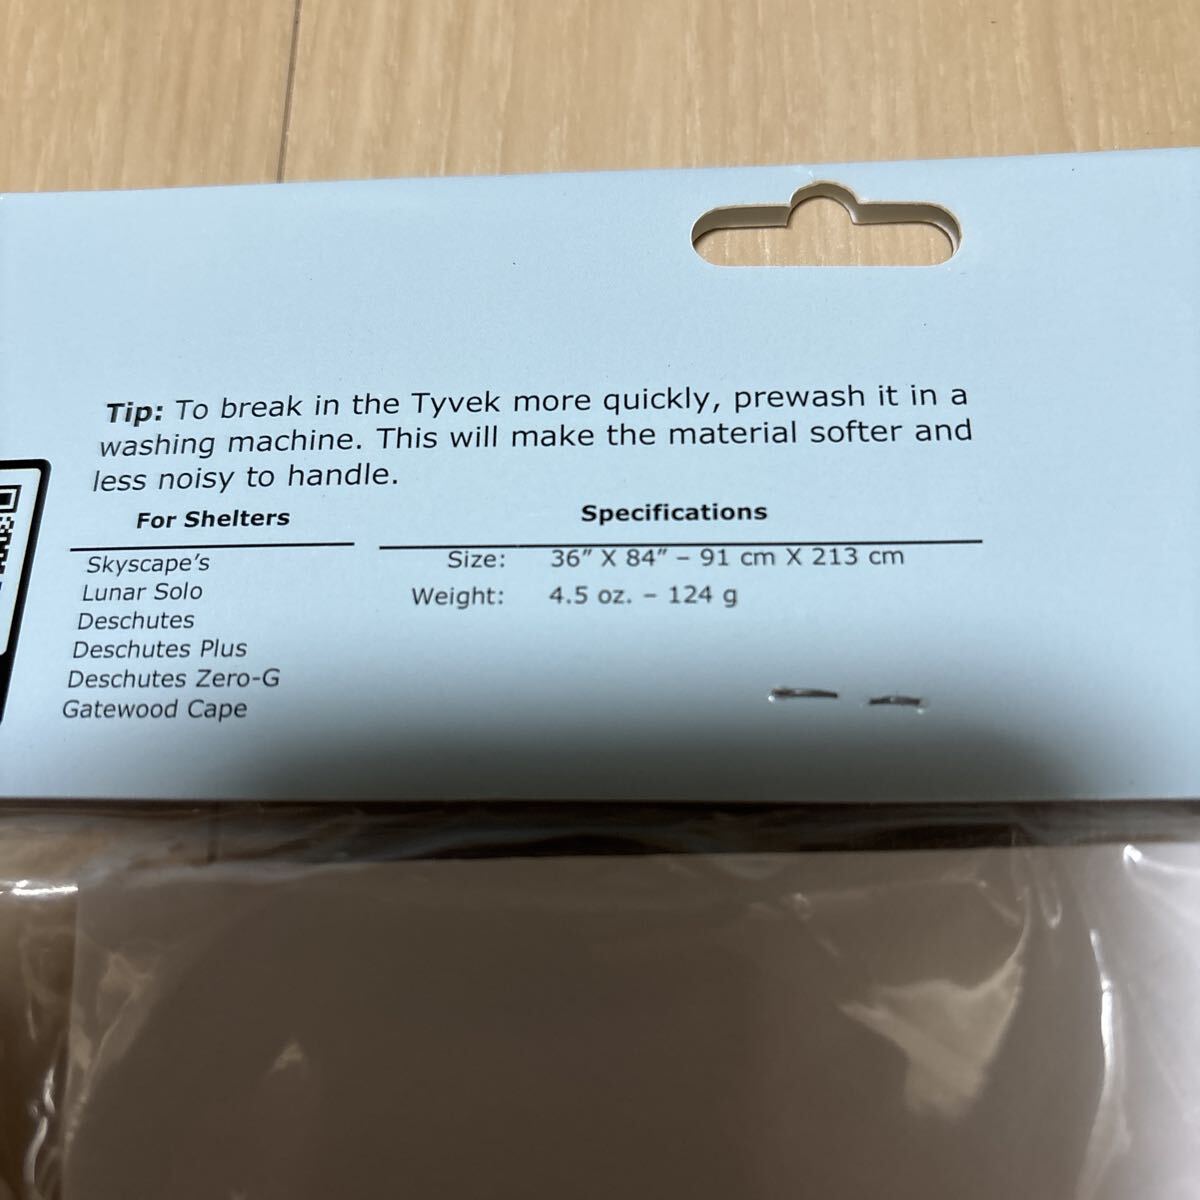 Tip: To break in the Tyvek more quickly, prewash it in a
washing machine. This will make the material softer and
less noisy to handle.
For Shelters
Skyscape’s
Lunar Solo
Deschutes
Deschutes Plus
Deschutes Zero-G
Gatewood Cape
Specifications
Size: 36” X 84” – 91 cm X 213 cm
Weight: 4.5 oz. – 124 g